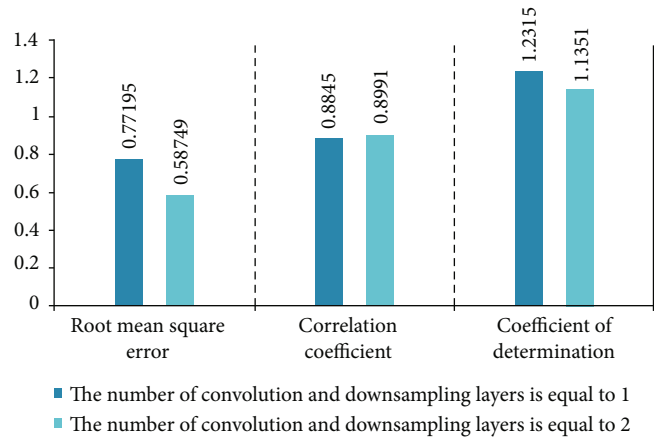 1.4
1.2
1
0.8
0.6
0.4
0.2
0
0.77195
0.58749
0.8845
0.8991
1.2315
1.1351
Root mean square
error
Correlation
coefficient
Coefficient of
determination
The number of convolution and downsampling layers is equal to 1
The number of convolution and downsampling layers is equal to 2